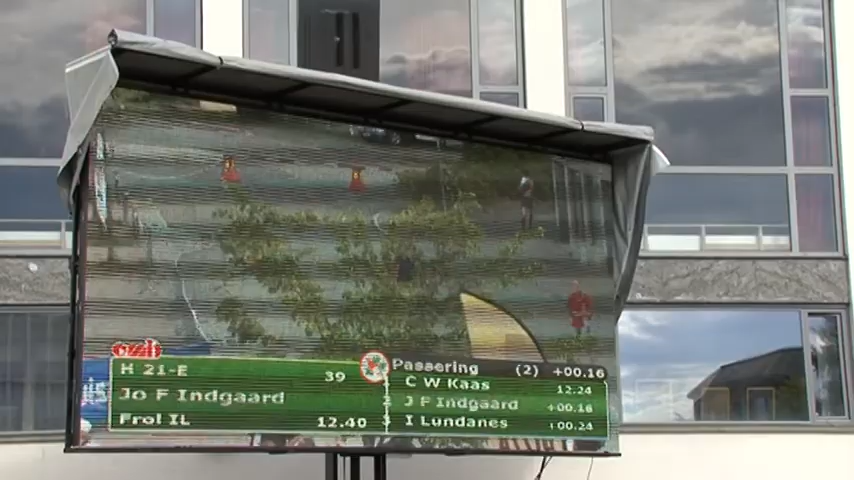 H 21-E 39
Jo F Indgaard
Frol IL 12.40
Passering (2) +00.16
C W Kaas 12.24
2 J F Indgaard +00.16
I Lundanes +00.24